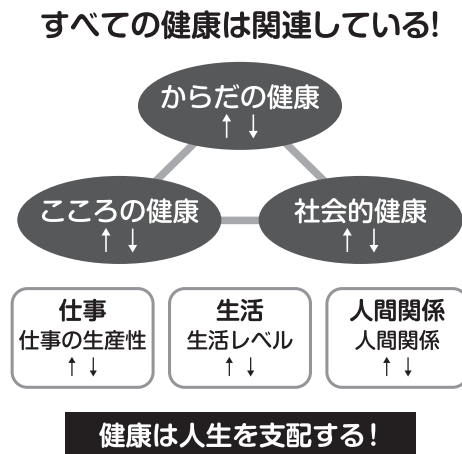 すべての健康は関連している!
からだの健康
↑ ↓
こころの健康
↑ ↓
社会的健康
↑ ↓
仕事
仕事の生産性
↑ ↓
生活
生活レベル
↑ ↓
人間関係
人間関係
↑ ↓
健康は人生を支配する!